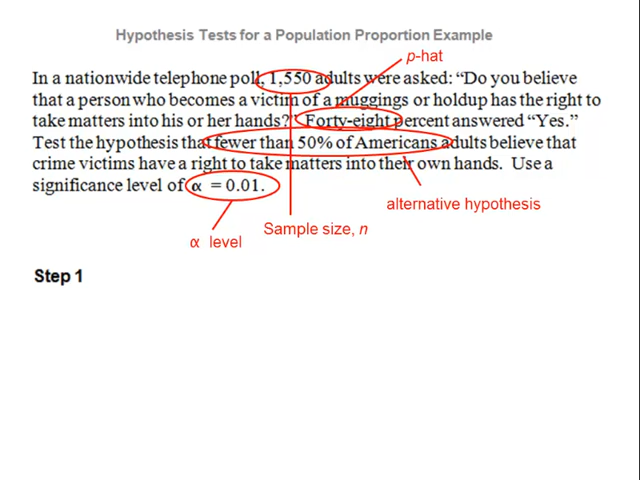 Hypothesis Tests for a Population Proportion Example
p-hat
In a nationwide telephone poll, 1,550 adults were asked: “Do you believe
that a person who becomes a victim of a muggings or holdup has the right to
take matters into his or her hands?” Forty-eight percent answered “Yes.”
Test the hypothesis that fewer than 50% of Americans adults believe that
crime victims have a right to take matters into their own hands. Use a
significance level of α = 0.01.
alternative hypothesis
Sample size, n
α level
Step 1